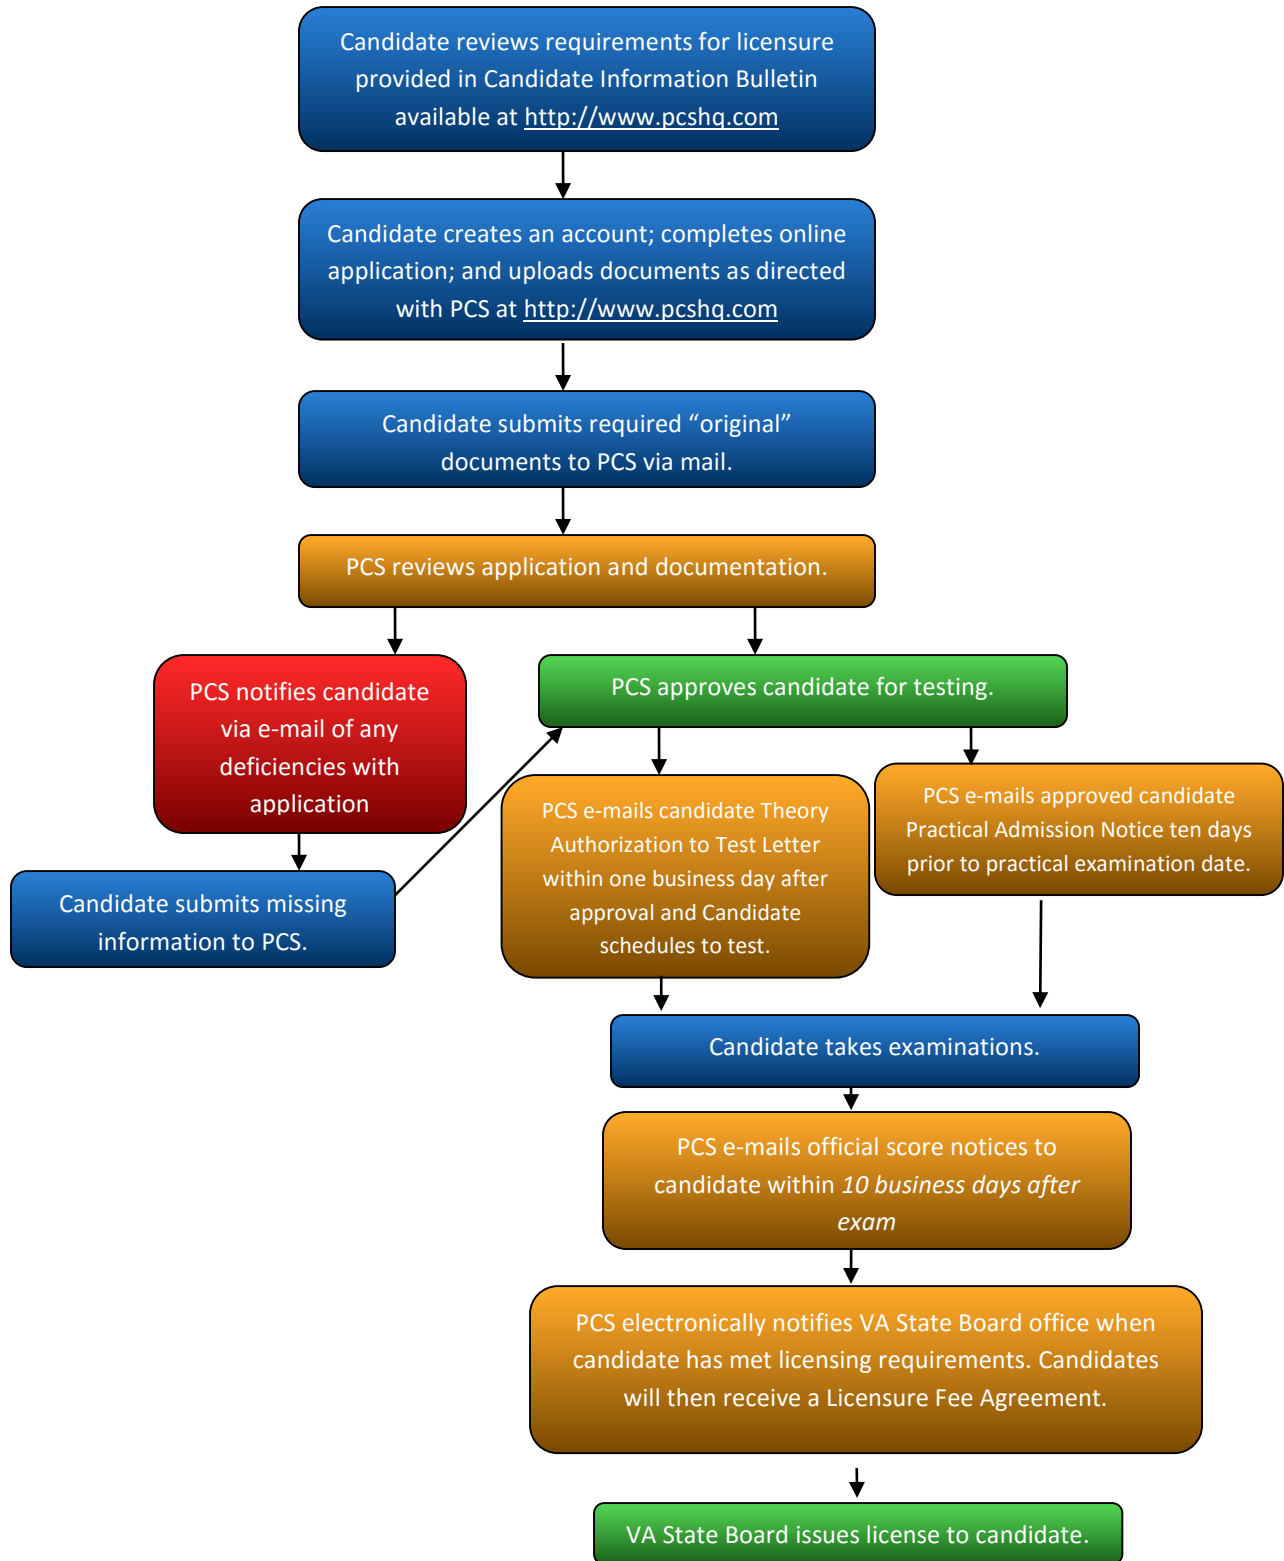 Candidate reviews requirements for licensure
provided in Candidate Information Bulletin
available at http://www.pcshq.com
Candidate creates an account; completes online
application; and uploads documents as directed
with PCS at http://www.pcshq.com
Candidate submits required “original”
documents to PCS via mail.
PCS reviews application and documentation.
PCS notifies candidate
via e-mail of any
deficiencies with
application
PCS approves candidate for testing.
Candidate submits missing
information to PCS.
PCS e-mails candidate Theory
Authorization to Test Letter
within one business day after
approval and Candidate
schedules to test.
PCS e-mails approved candidate
Practical Admission Notice ten days
prior to practical examination date.
Candidate takes examinations.
PCS e-mails official score notices to
candidate within 10 business days after
exam
PCS electronically notifies VA State Board office when
candidate has met licensing requirements. Candidates
will then receive a Licensure Fee Agreement.
VA State Board issues license to candidate.